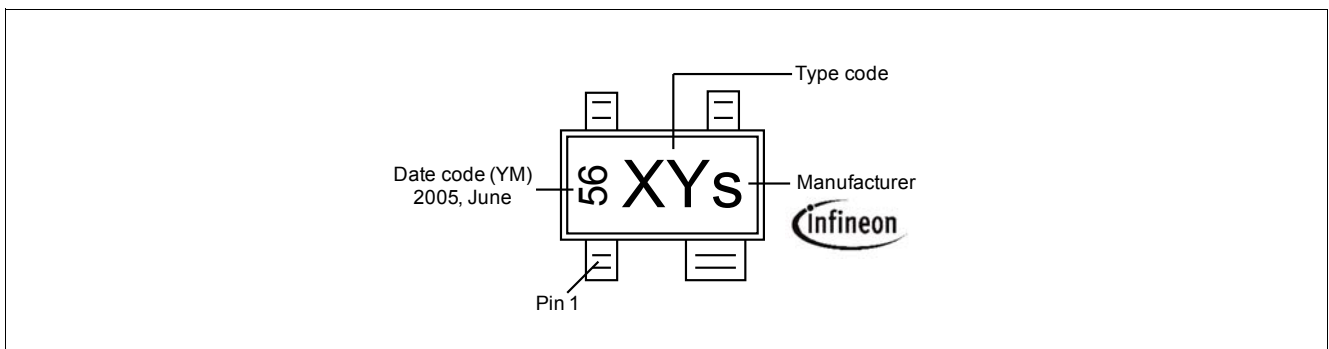 Type code
Date code (YM)
2005, June
56
XYs
Manufacturer
infineon
Pin 1